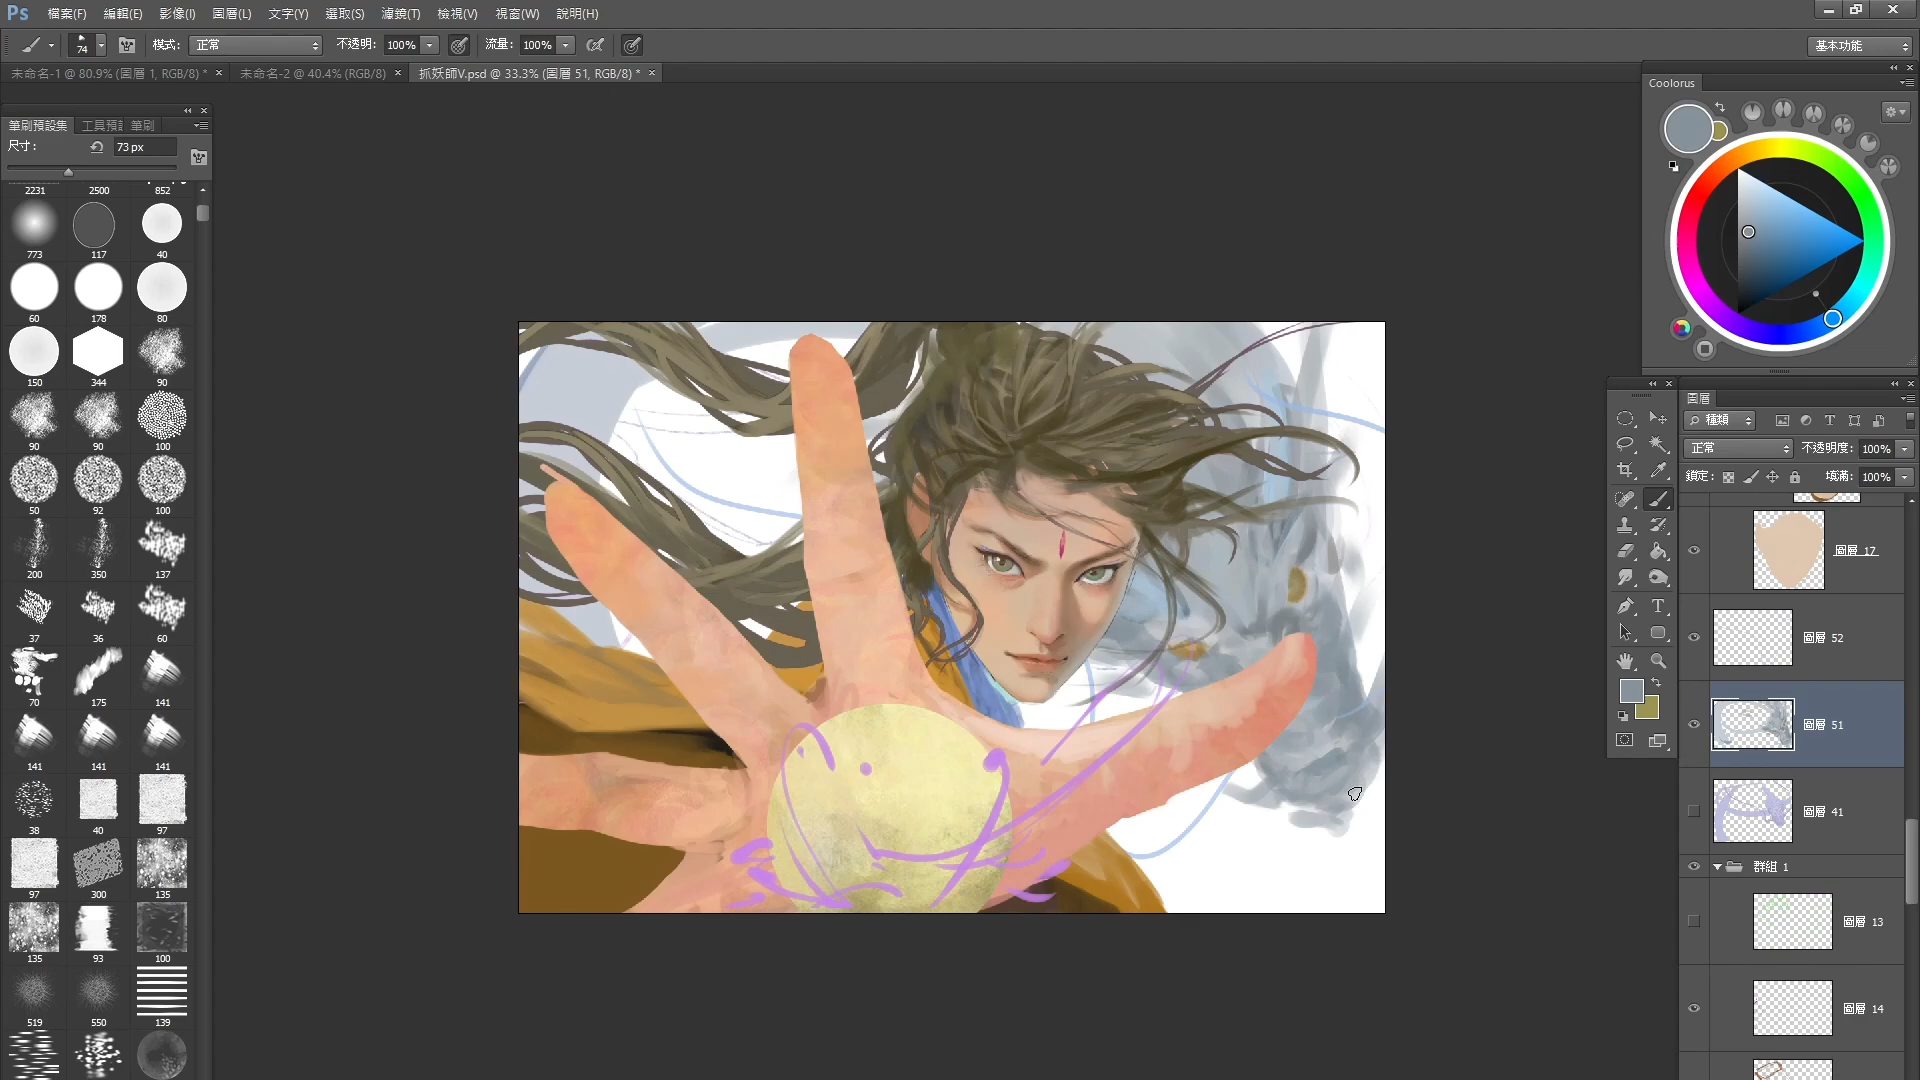 Ps 檔案(F) 編輯(E) 影像(I) 圖層(L) 文字(Y) 選取(S) 濾鏡(T) 檢視(V) 視窗(W) 說明(H)
74 模式: 正常 不透明: 100% 流量: 100% 基本功能
未命名-1 @ 80.9% (圖層 1, RGB/8) * × 未命名-2 @ 40.4% (RGB/8) × 抓妖師V.psd @ 33.3% (圖層 51, RGB/8) * ×
Coolorus
筆刷預設集 工具預設 筆刷
尺寸: 73 px
2231 2500 852
773 117 40
60 178 80
150 344 90
90 90 100
50 92 100
200 350 137
37 36 60
70 175 141
141 141 141
38 40 97
97 300 135
135 93 100
519 550 139
圖層
種類
正常 不透明度: 100%
鎖定: 填滿: 100%
圖層 17
圖層 52
圖層 51
圖層 41
群組 1
圖層 13
圖層 14